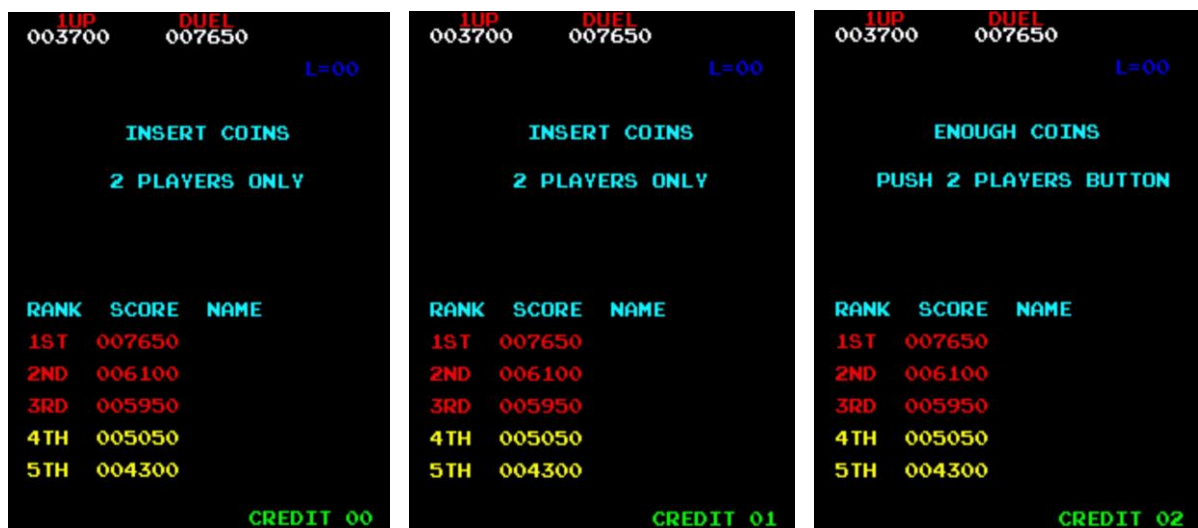 1UP DUEL
003700 007650
L=00
INSERT COINS
2 PLAYERS ONLY
RANK SCORE NAME
1ST 007650
2ND 006100
3RD 005950
4TH 005050
5TH 004300
CREDIT 00
1UP DUEL
003700 007650
L=00
INSERT COINS
2 PLAYERS ONLY
RANK SCORE NAME
1ST 007650
2ND 006100
3RD 005950
4TH 005050
5TH 004300
CREDIT 01
1UP DUEL
003700 007650
L=00
ENOUGH COINS
PUSH 2 PLAYERS BUTTON
RANK SCORE NAME
1ST 007650
2ND 006100
3RD 005950
4TH 005050
5TH 004300
CREDIT 02